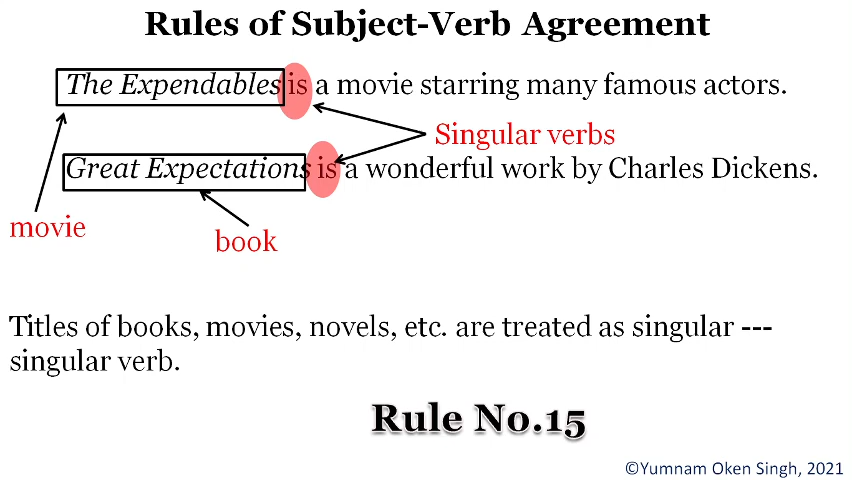 Rules of Subject-Verb Agreement
The Expendables is a movie starring many famous actors.
Singular verbs
Great Expectations is a wonderful work by Charles Dickens.
movie
book
Titles of books, movies, novels, etc. are treated as singular ---
singular verb.
Rule No.15
©Yumnam Oken Singh, 2021